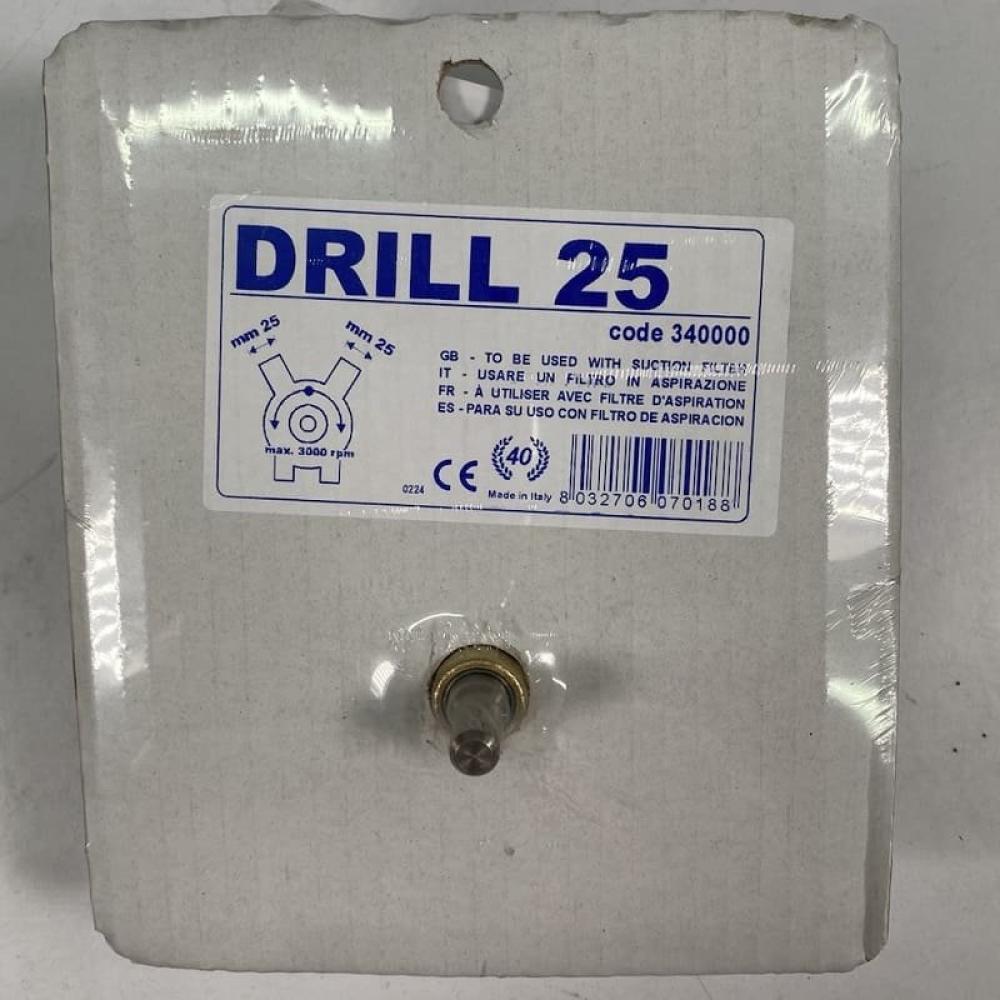 DRILL 25
code 340000
mm 25
mm 25
max. 3000 rpm
GB - TO BE USED WITH SUCTION FILTER
IT - USARE UN FILTRO IN ASPIRAZIONE
FR - À UTILISER AVEC FILTRE D'ASPIRATION
ES - PARA SU USO CON FILTRO DE ASPIRACION
0224
CE
40
Made in Italy
8 032706 070188